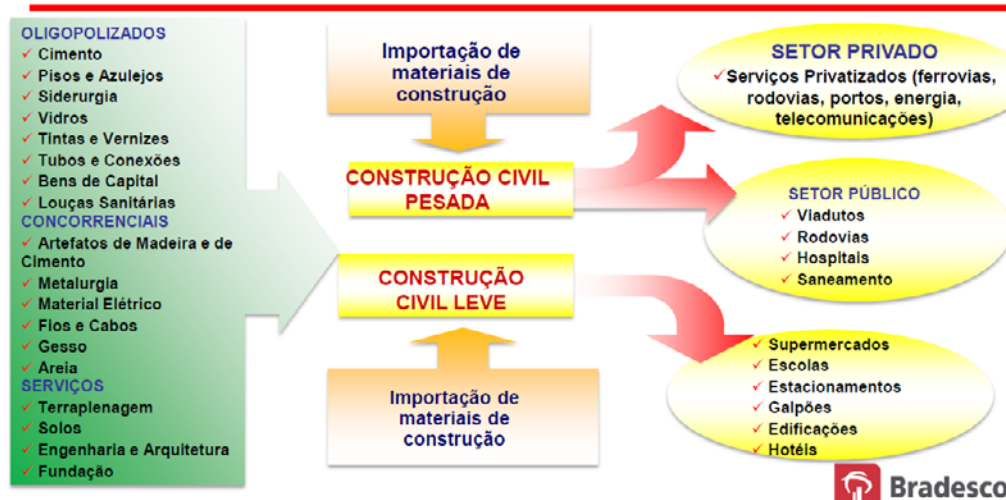 OLIGOPOLIZADOS
✓ Cimento
✓ Pisos e Azulejos
✓ Siderurgia
✓ Vidros
✓ Tintas e Vernizes
✓ Tubos e Conexões
✓ Bens de Capital
✓ Louças Sanitárias
CONCORRENCIAIS
✓ Artefatos de Madeira e de
Cimento
✓ Metalurgia
✓ Material Elétrico
✓ Fios e Cabos
✓ Gesso
✓ Areia
SERVIÇOS
✓ Terraplenagem
✓ Solos
✓ Engenharia e Arquitetura
✓ Fundação
Importação de
materiais de
construção
CONSTRUÇÃO CIVIL
PESADA
CONSTRUÇÃO
CIVIL LEVE
Importação de
materiais de
construção
SETOR PRIVADO
✓Serviços Privatizados (ferrovias,
rodovias, portos, energia,
telecomunicações)
SETOR PÚBLICO
✓ Viadutos
✓ Rodovias
✓ Hospitais
✓ Saneamento
✓ Supermercados
✓ Escolas
✓ Estacionamentos
✓ Galpões
✓ Edificações
✓ Hotéis
Bradesco